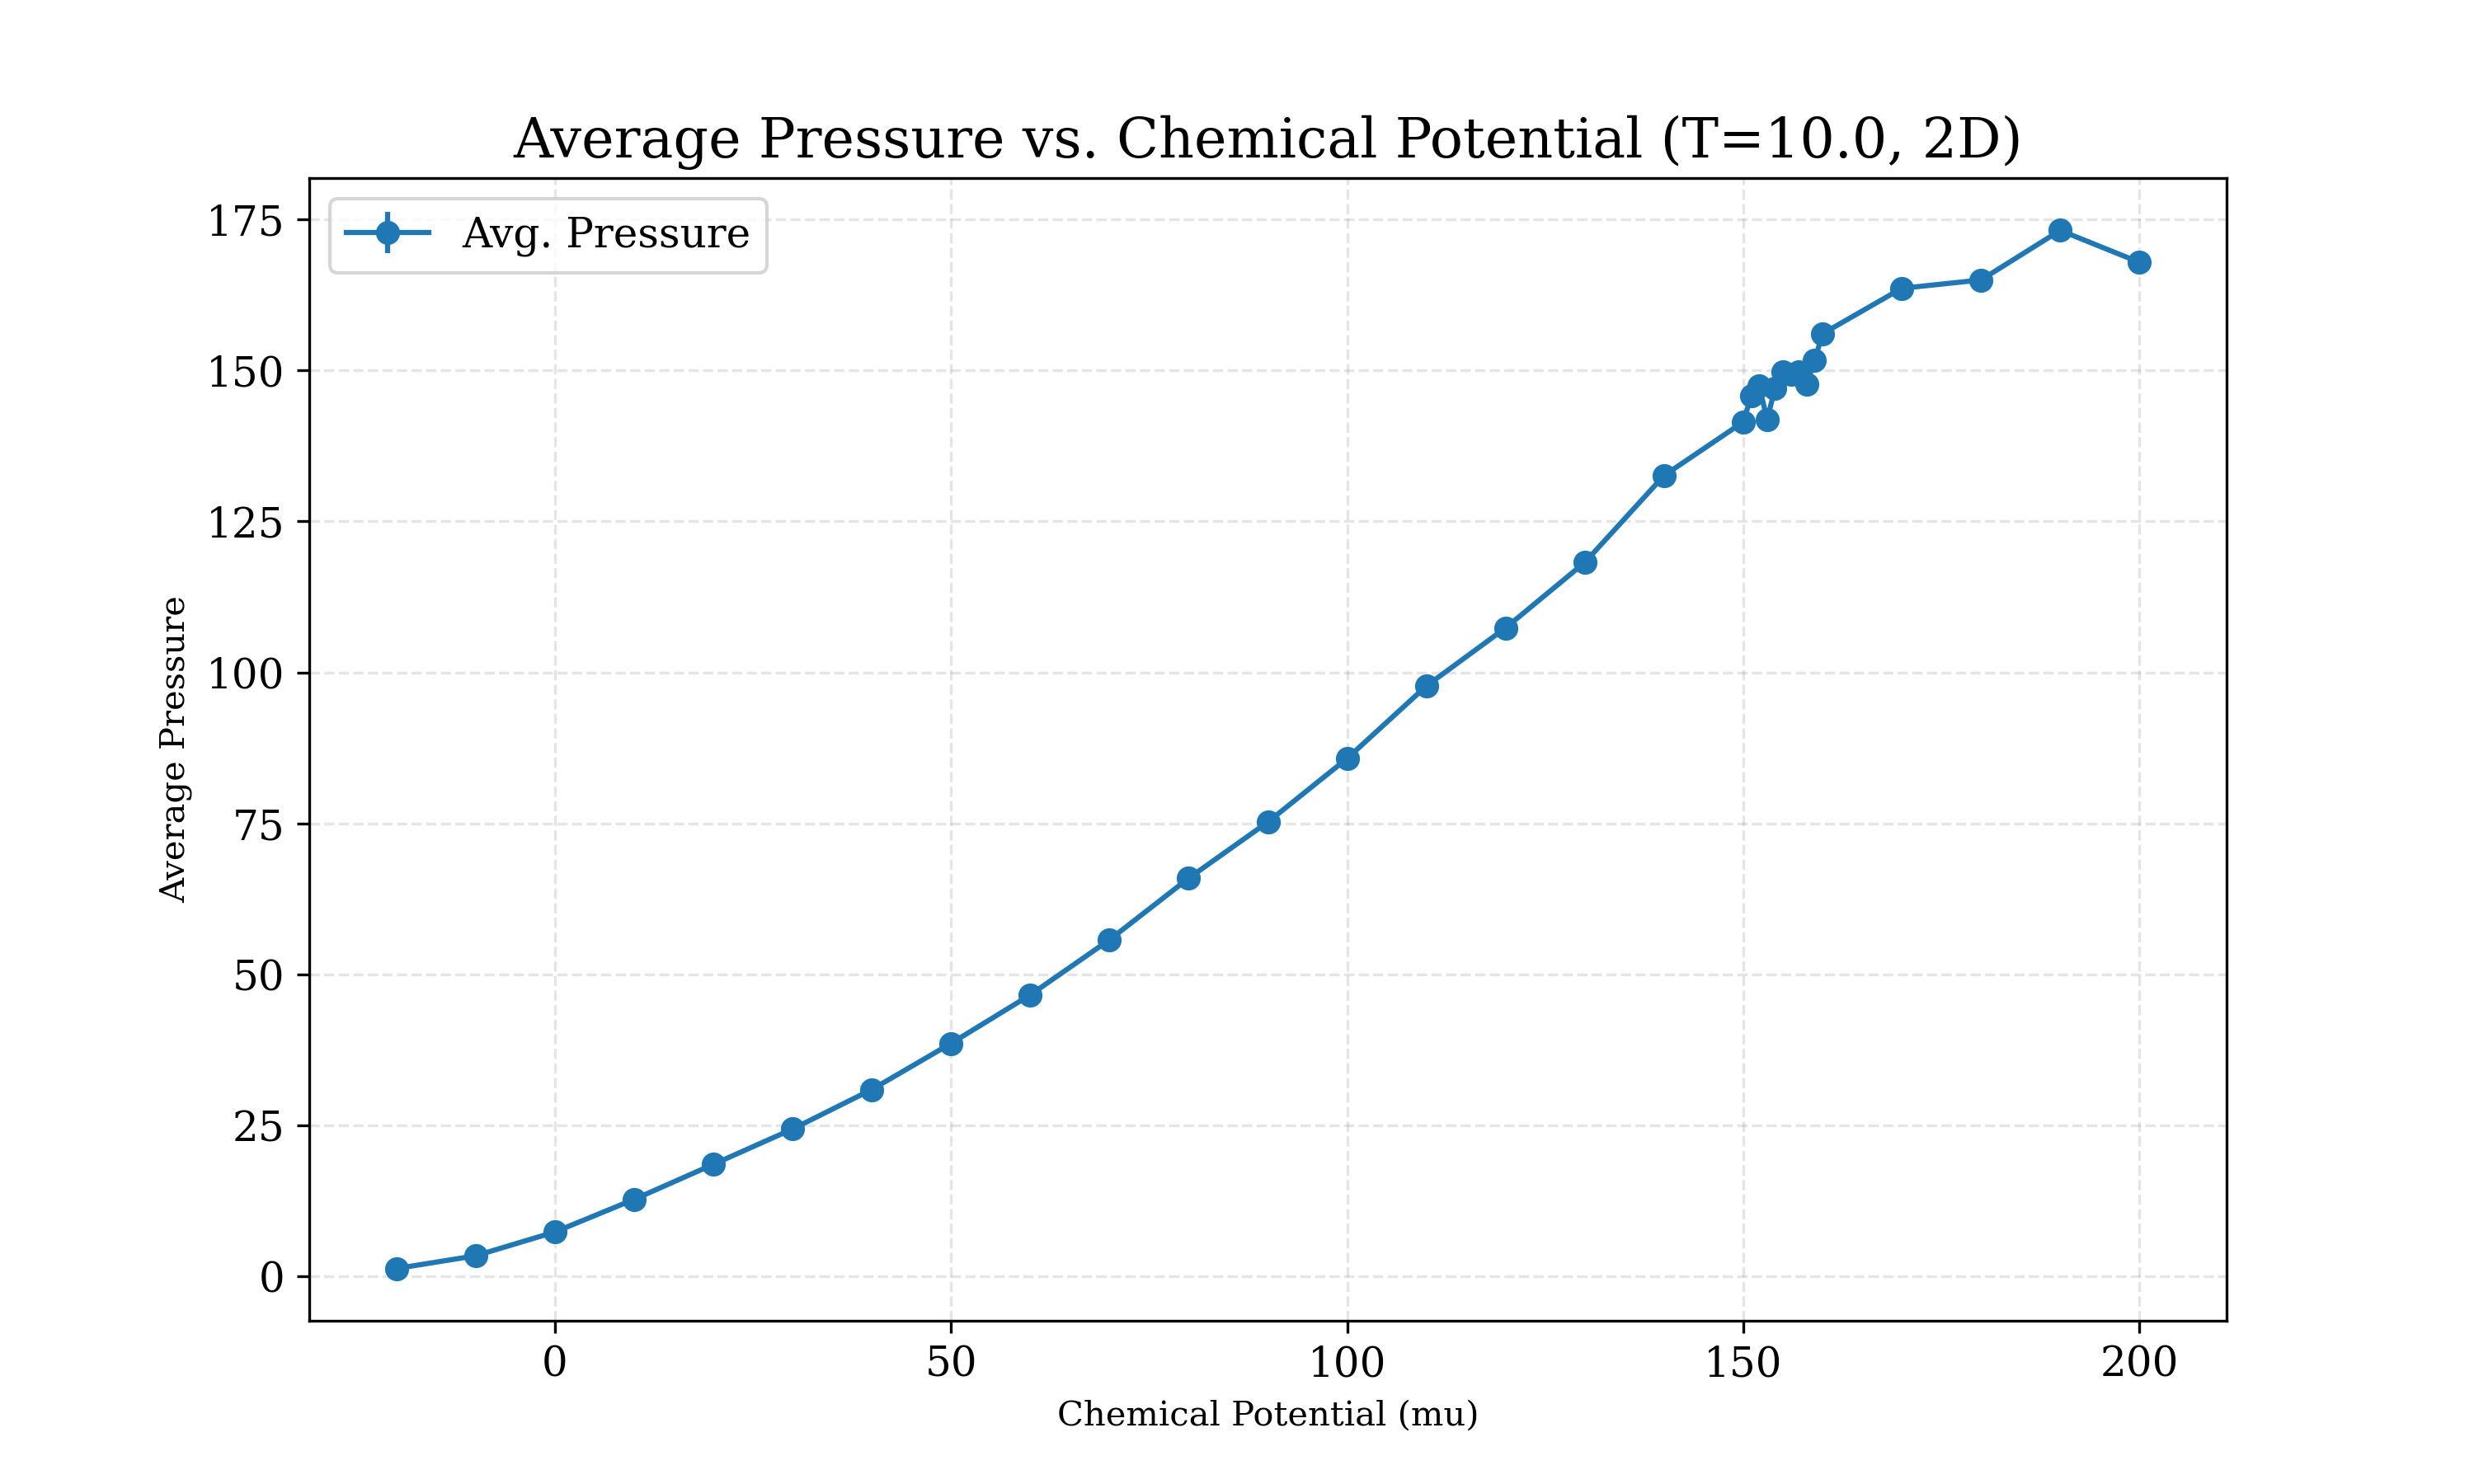 Average Pressure vs. Chemical Potential (T=10.0, 2D)
Avg. Pressure
175
150
125
100
75
50
25
0
Average Pressure
0 50 100 150 200
Chemical Potential (mu)